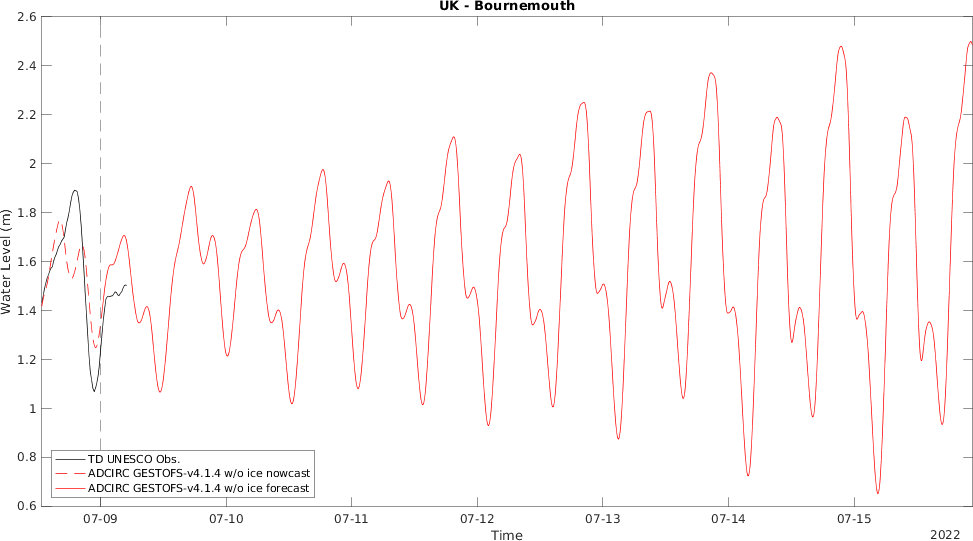 UK - Bournemouth
Water Level (m)
2.6
2.4
2.2
2
1.8
1.6
1.4
1.2
1
0.8
0.6
TD UNESCO Obs.
ADCIRC GESTOFS-v4.1.4 w/o ice nowcast
ADCIRC GESTOFS-v4.1.4 w/o ice forecast
07-09 07-10 07-11 07-12 07-13 07-14 07-15
Time
2022